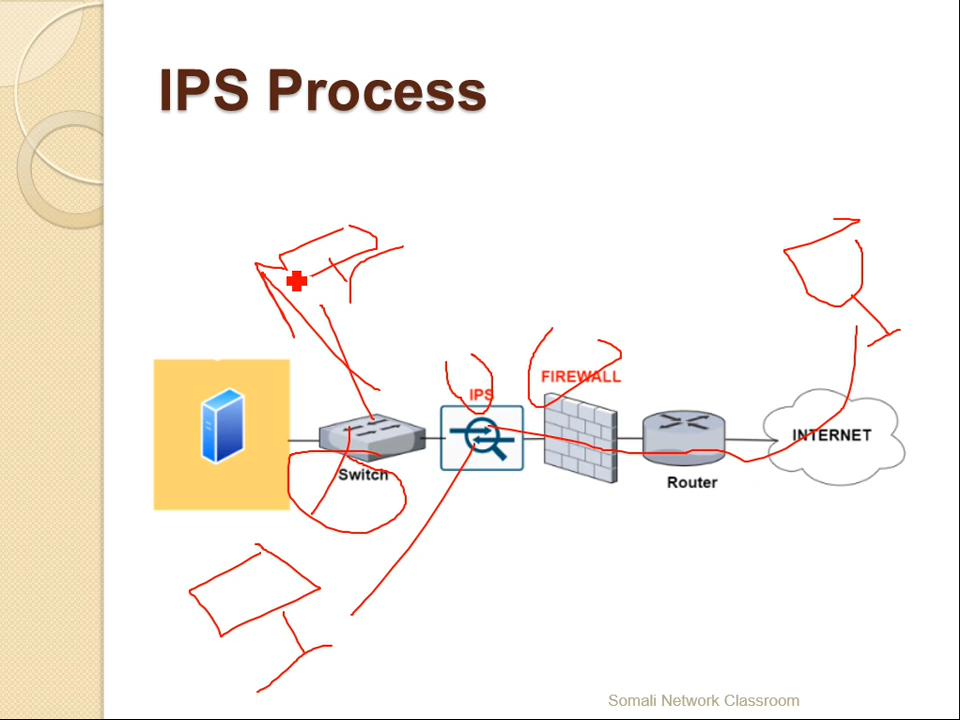 IPS Process
FIREWALL
IPS
INTERNET
Switch
Router
Somali Network Classroom